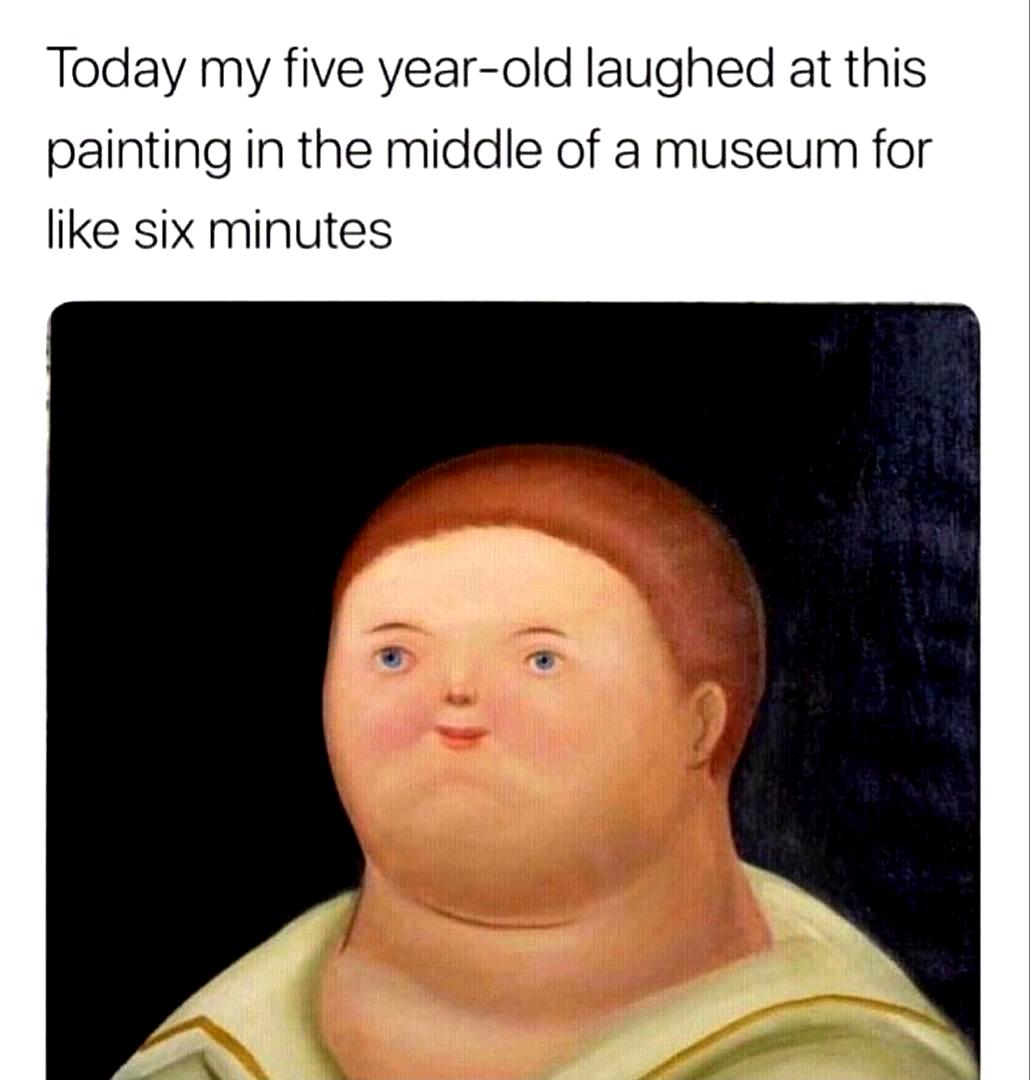 Today my five year-old laughed at this
painting in the middle of a museum for
like six minutes